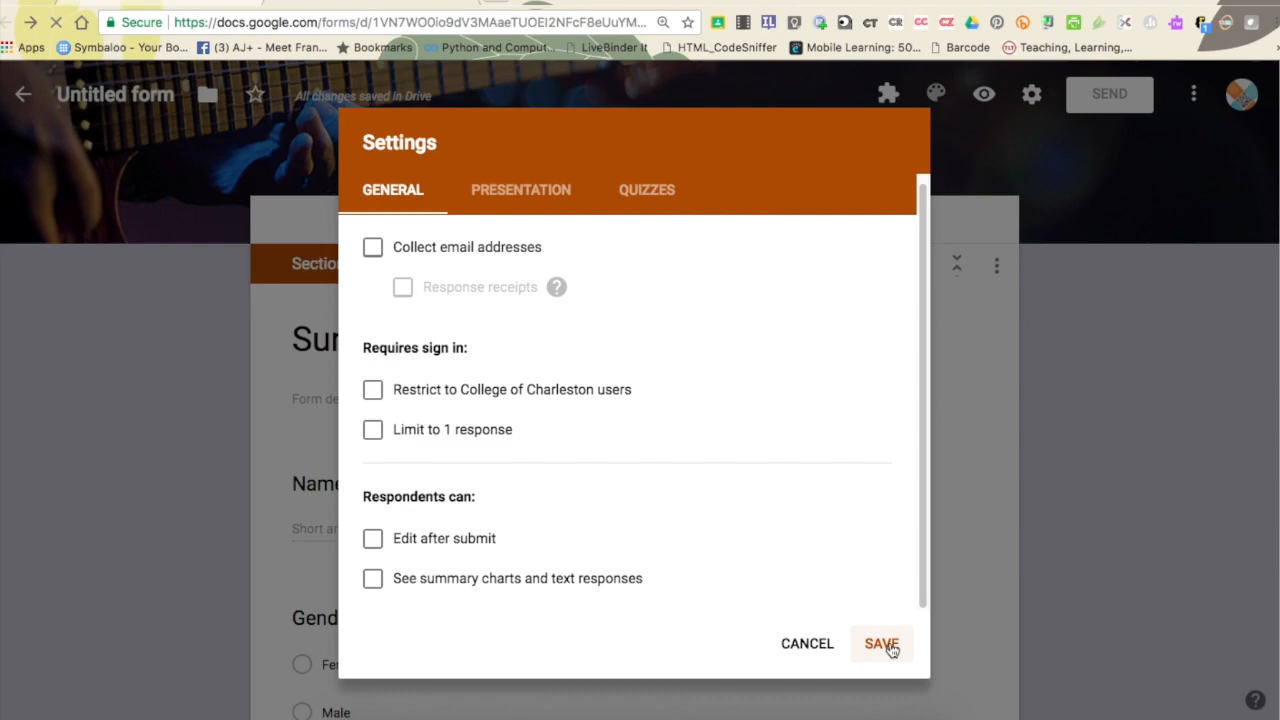 Secure https://docs.google.com/forms/d/1VN7WO0io9dV3MAaeTUOEI2NFcF8eUuYM...
Apps Symbaloo - Your Bo... (3) AJ+ - Meet Fran... Bookmarks Python and Comput... LiveBinder It HTML_CodeSniffer Mobile Learning: 50... Barcode Teaching, Learning,...
Untitled form All changes saved in Drive SEND
Settings
GENERAL PRESENTATION QUIZZES
Collect email addresses
Sectio
Response receipts ?
Sur
Requires sign in:
Restrict to College of Charleston users
Form de
Limit to 1 response
Name
Respondents can:
Short an
Edit after submit
See summary charts and text responses
Gend
CANCEL SAVE
Fer
Male